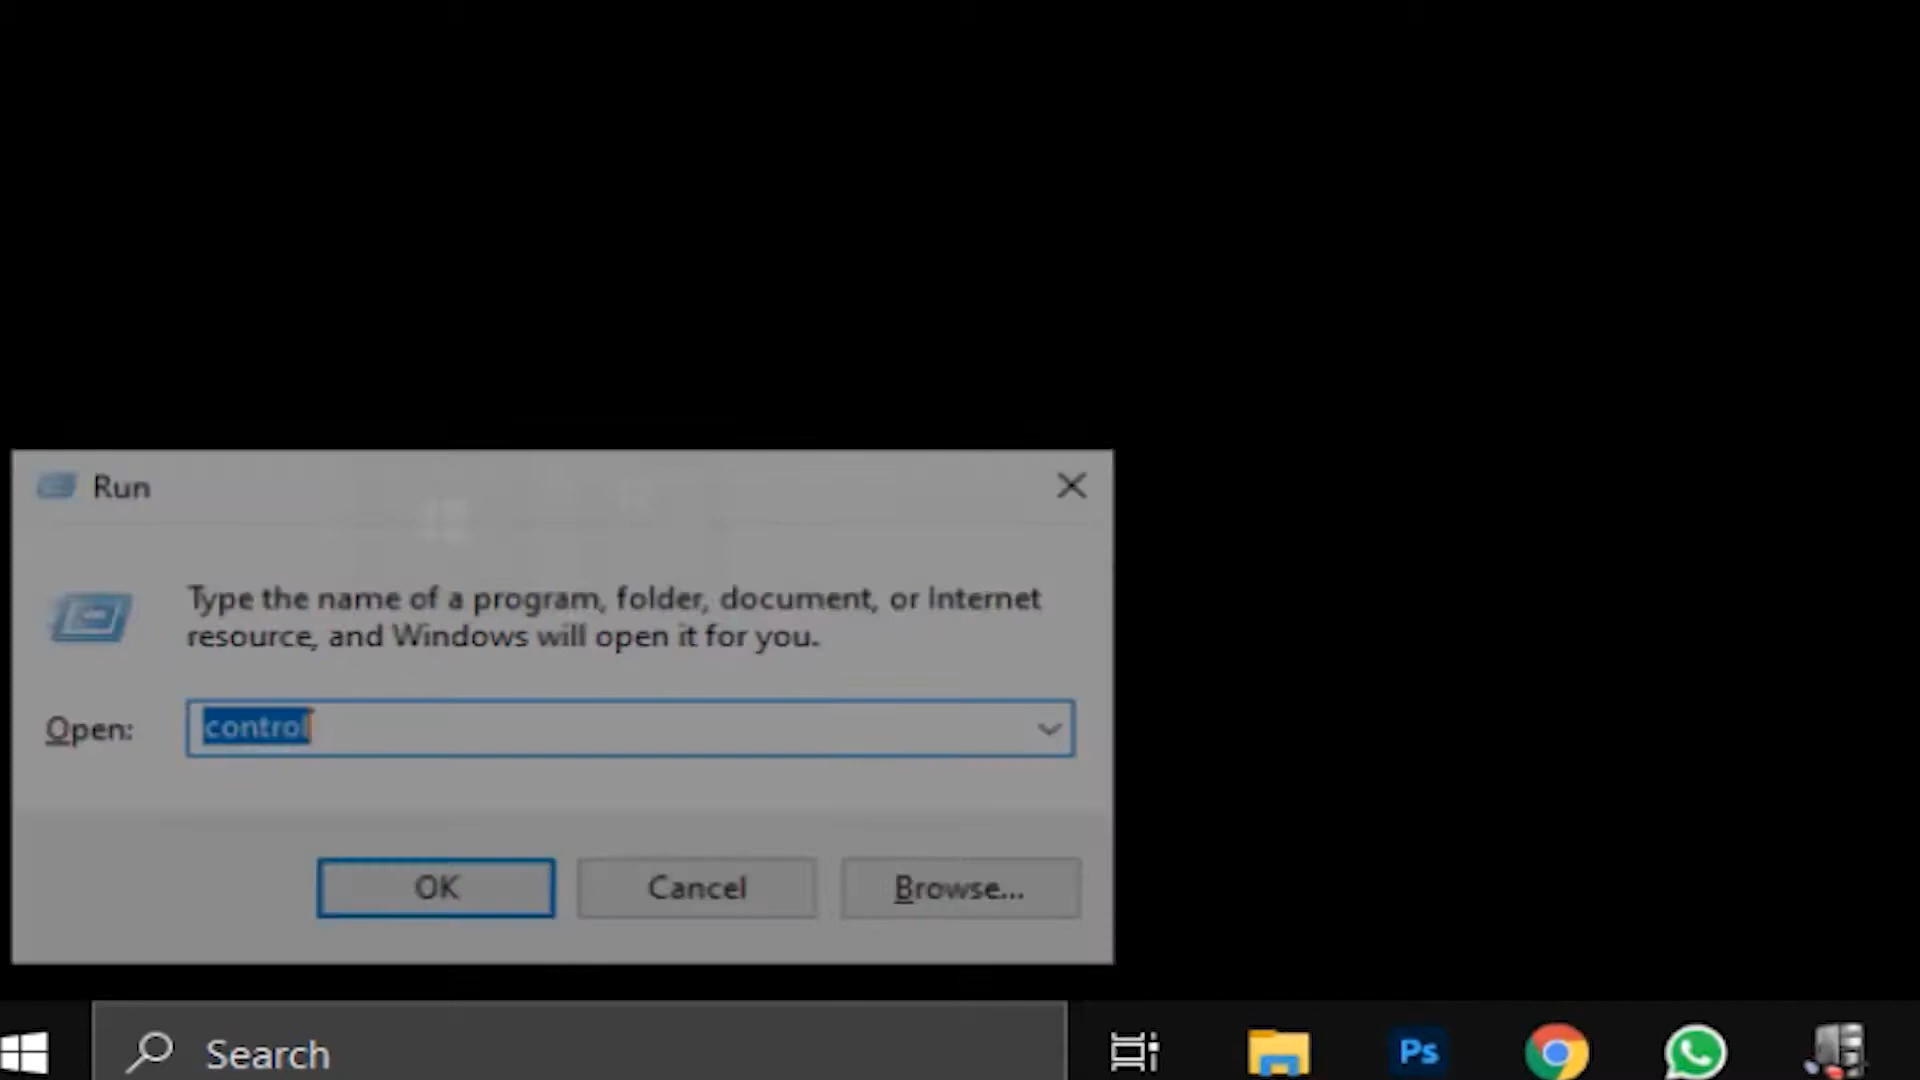 Run
Type the name of a program, folder, document, or Internet
resource, and Windows will open it for you.
Open:
control
OK
Cancel
Browse...
Search
Ps